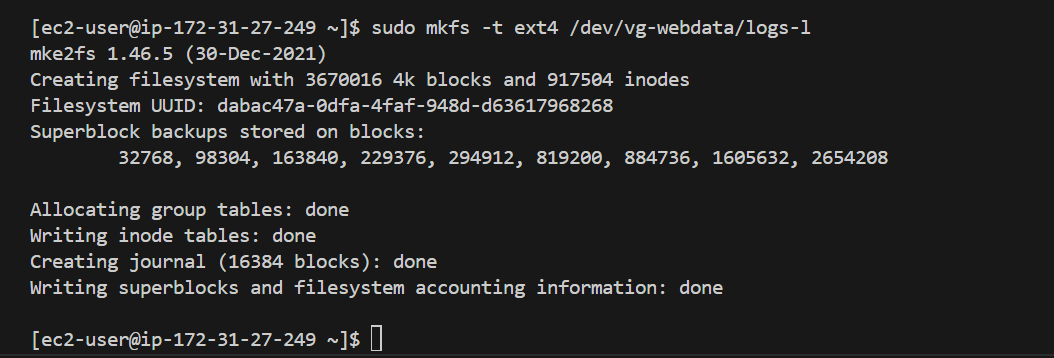 [ec2-user@ip-172-31-27-249 ~]$ sudo mkfs -t ext4 /dev/vg-webdata/logs-l
mke2fs 1.46.5 (30-Dec-2021)
Creating filesystem with 3670016 4k blocks and 917504 inodes
Filesystem UUID: dabac47a-0dfa-4faf-948d-d63617968268
Superblock backups stored on blocks:
32768, 98304, 163840, 229376, 294912, 819200, 884736, 1605632, 2654208
Allocating group tables: done
Writing inode tables: done
Creating journal (16384 blocks): done
Writing superblocks and filesystem accounting information: done
[ec2-user@ip-172-31-27-249 ~]$